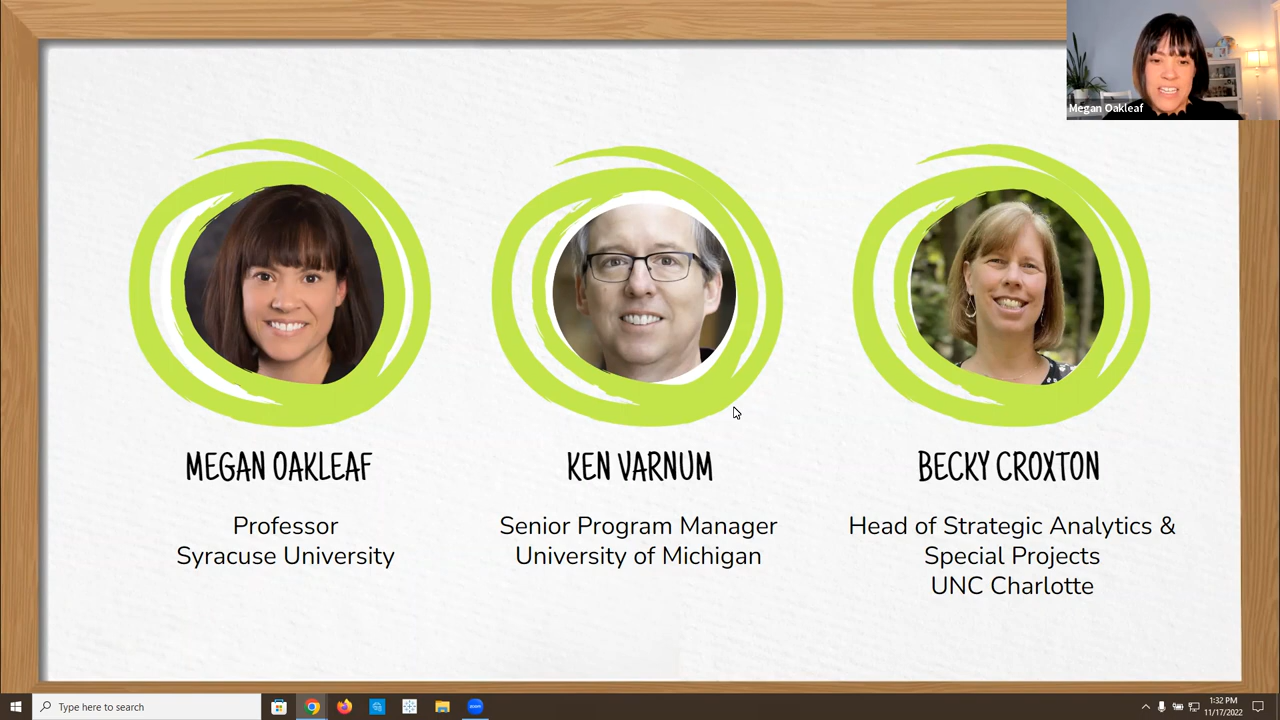 Megan Oakleaf
MEGAN OAKLEAF
Professor
Syracuse University
KEN VARNUM
Senior Program Manager
University of Michigan
BECKY CROXTON
Head of Strategic Analytics &
Special Projects
UNC Charlotte
Type here to search
zoom
1:32 PM
11/17/2022